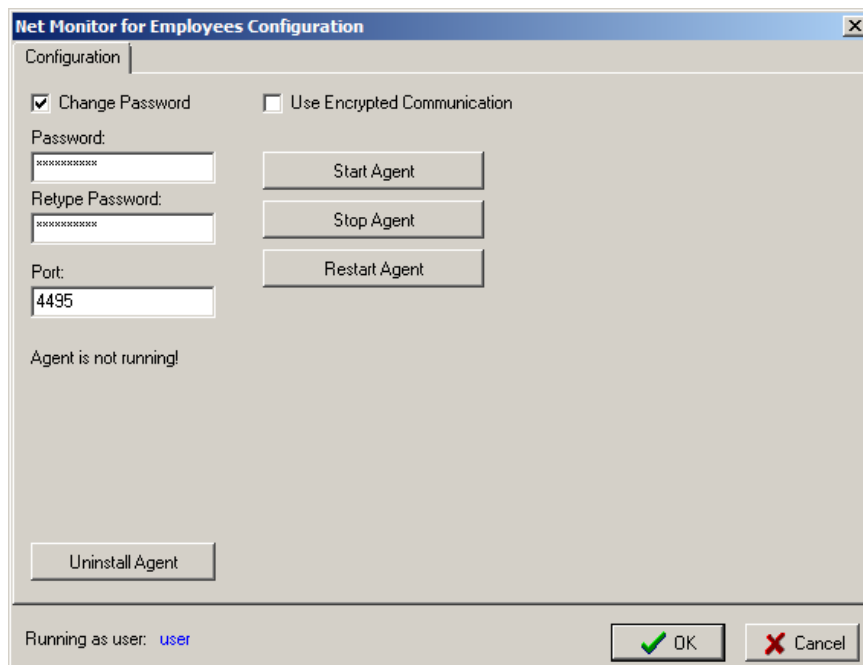 Net Monitor for Employees Configuration
Configuration
Change Password
Use Encrypted Communication
Password:
**********
Start Agent
Retype Password:
**********
Stop Agent
Restart Agent
Port:
4495
Agent is not running!
Uninstall Agent
Running as user: user
OK
Cancel